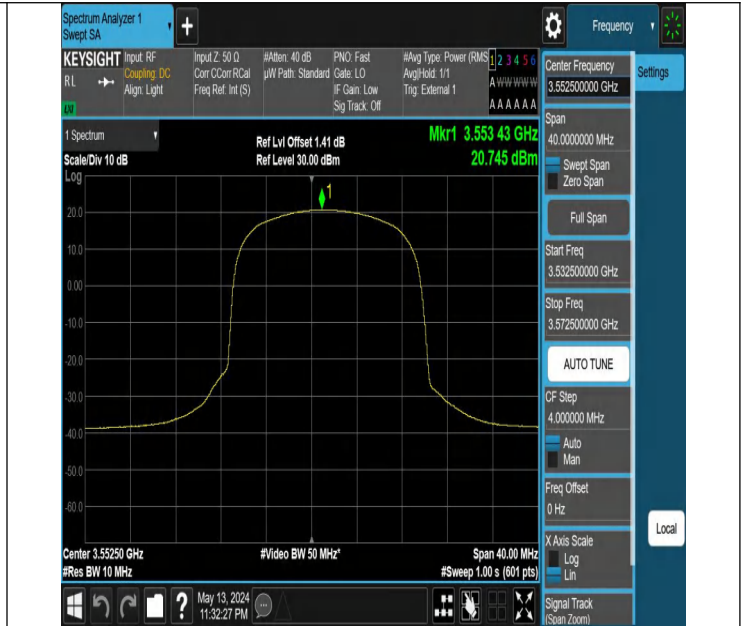 Spectrum Analyzer 1
Swept SA
+
Frequency
KEYSIGHT
RL
LXI
Input: RF
Coupling: DC
Align: Light
Input Z: 50 Ω
Corr CCorr RCal
Freq Ref: Int (S)
#Atten: 40 dB
µW Path: Standard
PNO: Fast
Gate: LO
IF Gain: Low
Sig Track: Off
#Avg Type: Power (RMS
Avg|Hold: 1/1
Trig: External 1
1 2 3 4 5 6
A W W W W W
A A A A A A
1 Spectrum
Scale/Div 10 dB
Log
Ref Lvl Offset 1.41 dB
Ref Level 30.00 dBm
Mkr1 3.553 43 GHz
20.745 dBm
1
20.0
10.0
0.00
-10.0
-20.0
-30.0
-40.0
-50.0
-60.0
Center 3.55250 GHz
#Res BW 10 MHz
#Video BW 50 MHz*
Span 40.00 MHz
#Sweep 1.00 s (601 pts)
Center Frequency
3.552500000 GHz
Settings
Span
40.0000000 MHz
Swept Span
Zero Span
Full Span
Start Freq
3.532500000 GHz
Stop Freq
3.572500000 GHz
AUTO TUNE
CF Step
4.000000 MHz
Auto
Man
Freq Offset
0 Hz
X Axis Scale
Log
Lin
Local
Signal Track
(Span Zoom)
?
May 13, 2024
11:32:27 PM